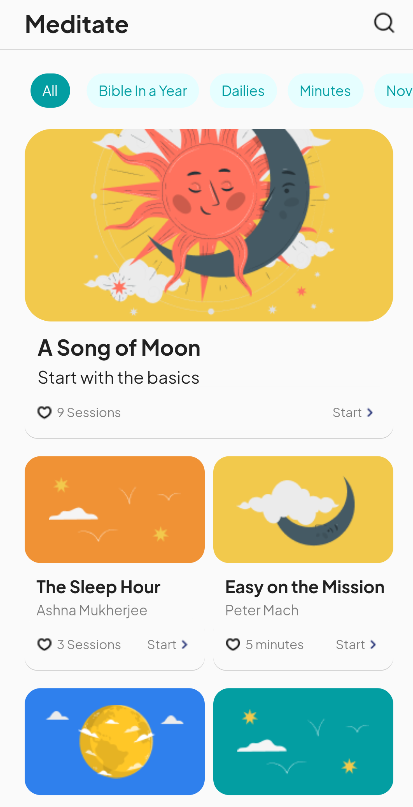 Meditate
All
Bible In a Year
Dailies
Minutes
Nov
A Song of Moon
Start with the basics
9 Sessions
Start
The Sleep Hour
Ashna Mukherjee
3 Sessions
Start
Easy on the Mission
Peter Mach
5 minutes
Start